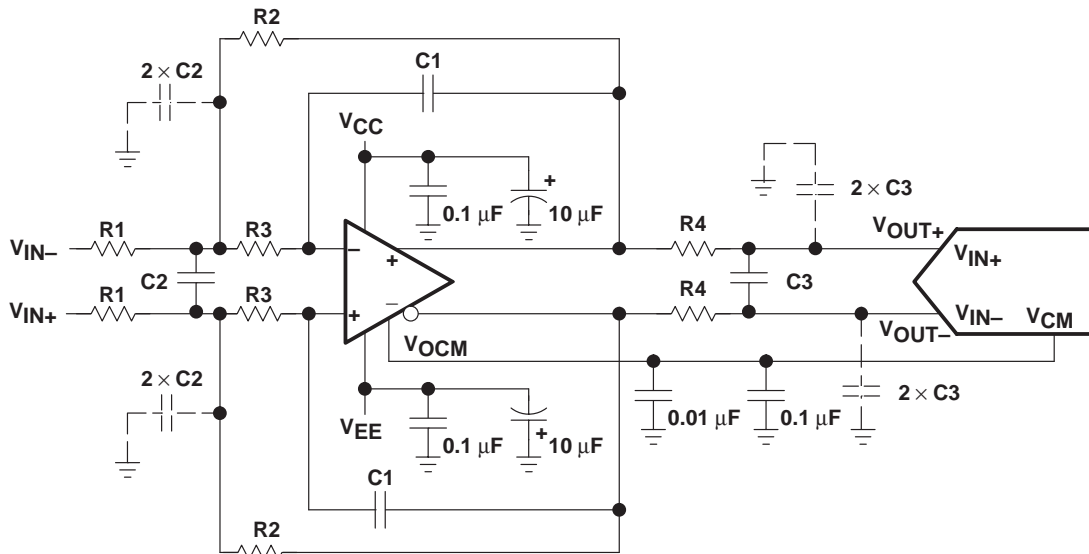 R2
C1
2 × C2
VCC
+
0.1 µF
10 µF
2 × C3
VIN–
R1
R3
–
+
R4
VOUT+
VIN+
C2
C3
VIN+
R1
R3
+
–
R4
VOUT–
VIN–
VCM
VOCM
2 × C2
0.01 µF
0.1 µF
2 × C3
VEE
0.1 µF
+
10 µF
C1
R2